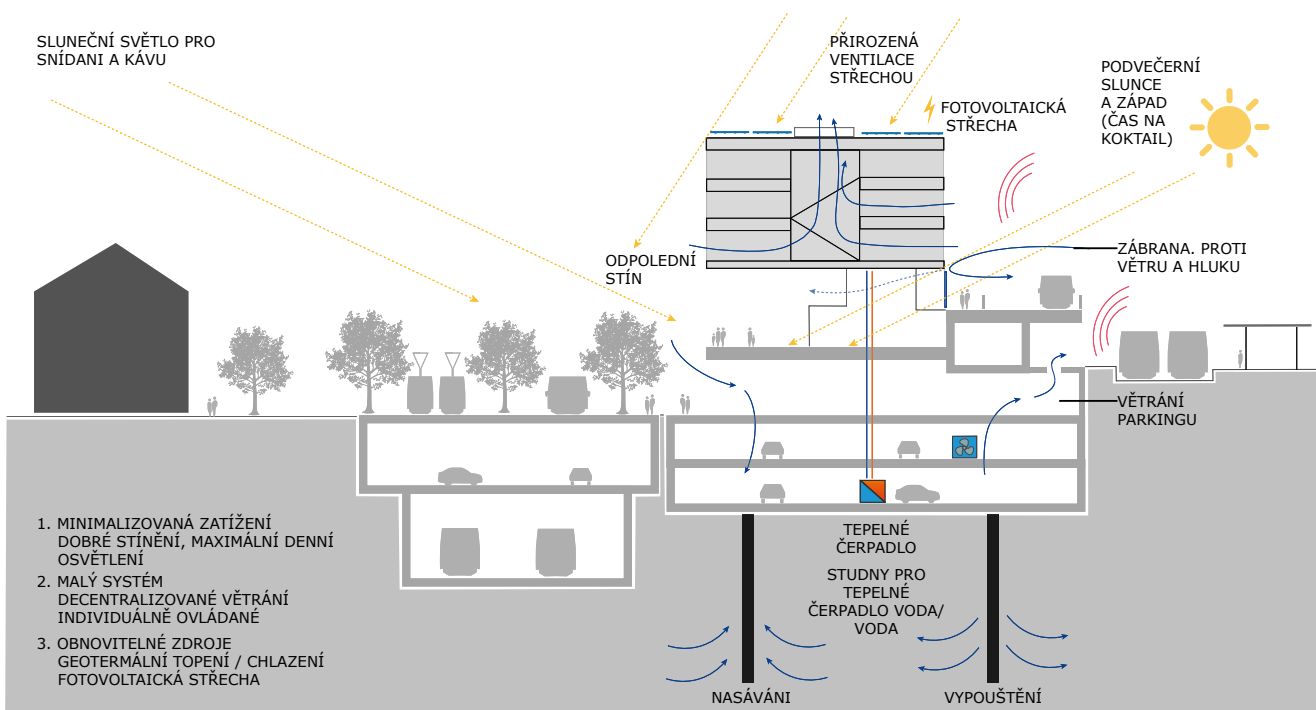 SLUNEČNÍ SVĚTLO PRO
SNÍDANI A KÁVU
PŘIROZENÁ
VENTILACE
STŘECHOU
FOTOVOLTAICKÁ
STŘECHA
PODVEČERNÍ
SLUNCE
A ZÁPAD
(ČAS NA
KOKTAIL)
ODPOLEDNÍ
STÍN
ZÁBRANA. PROTI
VĚTRU A HLUKU
VĚTRÁNÍ
PARKINGU
1. MINIMALIZOVANÁ ZATÍŽENÍ
DOBRÉ STÍNĚNÍ, MAXIMÁLNÍ DENNÍ
OSVĚTLENÍ
2. MALÝ SYSTÉM
DECENTRALIZOVANÉ VĚTRÁNÍ
INDIVIDUÁLNĚ OVLÁDANÉ
3. OBNOVITELNÉ ZDROJE
GEOTERMÁLNÍ TOPENÍ / CHLAZENÍ
FOTOVOLTAICKÁ STŘECHA
TEPELNÉ
ČERPADLO
STUDNY PRO
TEPELNÉ
ČERPADLO VODA/
VODA
NASÁVÁNI
VYPOUŠTĚNÍ